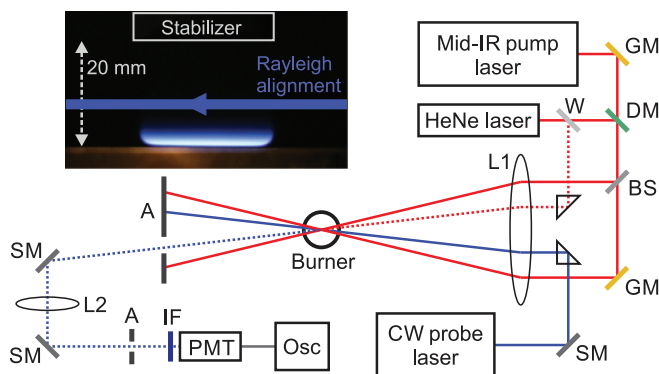 Stabilizer
20 mm
Rayleigh
alignment
Mid-IR pump
laser
GM
HeNe laser
W
DM
L1
BS
A
Burner
SM
GM
L2
A
IF
SM
PMT
Osc
CW probe
laser
SM